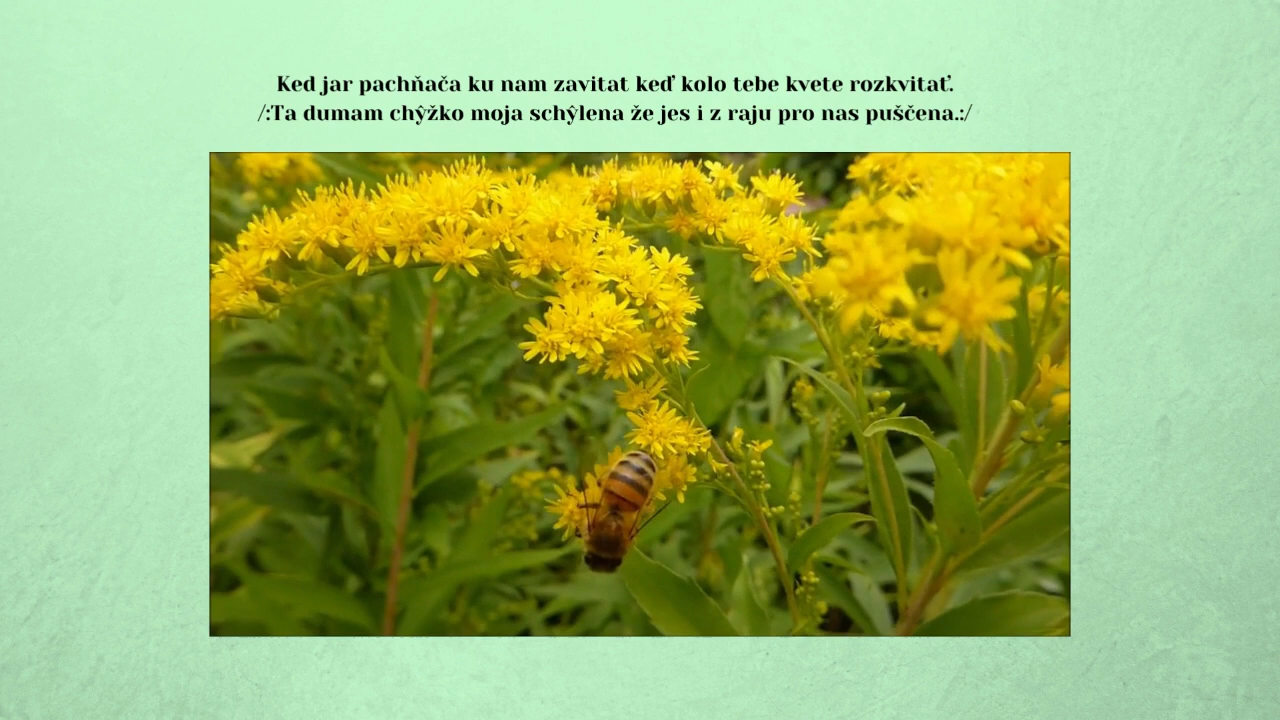 Ked jar pachňača ku nam zavitat keď kolo tebe kvete rozkvitať.
/:Ta dumam chŷžko moja schŷlena že jes i z raju pro nas puščena.:/